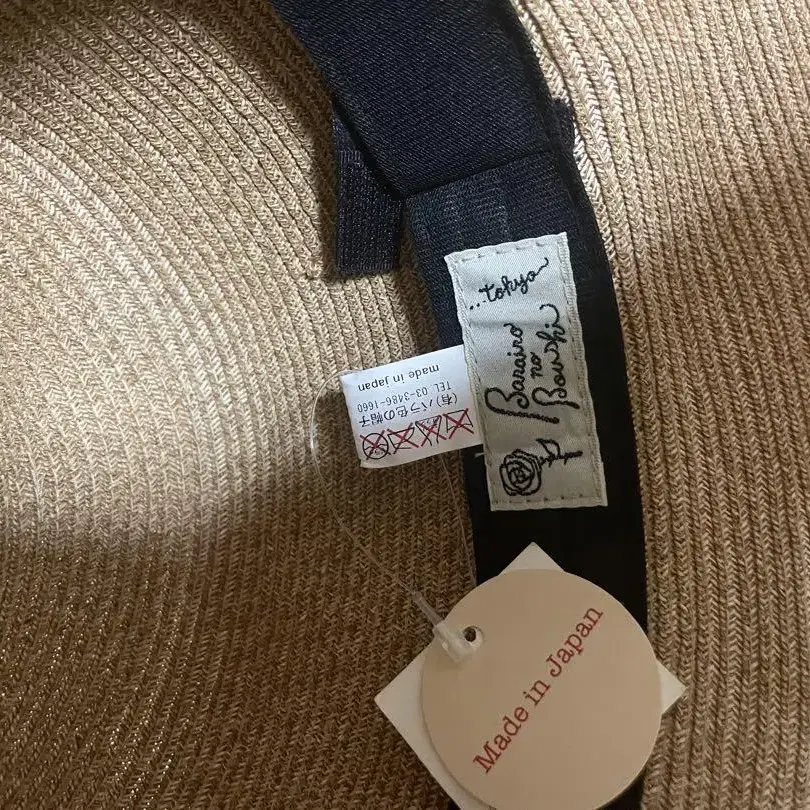 ...tokyo
Barairo
no
Boushi
(有)バラ色の帽子
TEL 03-3486-1660
made in japan
Made in Japan